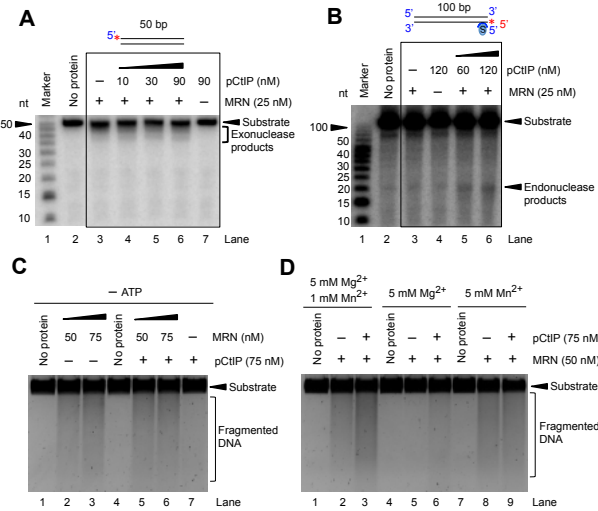 A
50 bp
5'*
– 10 30 90 90 pCtIP (nM)
+ + + + – MRN (25 nM)
Marker
No protein
nt
50
40
30
25
20
15
10
Substrate
Exonuclease
products
1 2 3 4 5 6 7 Lane
B
100 bp
5' 3'
3' * 5'
5'
– 120 60 120 pCtIP (nM)
+ – + + MRN (25 nM)
Marker
No protein
nt
100
50
40
30
25
20
15
10
Substrate
Endonuclease
products
1 2 3 4 5 6 Lane
C
– ATP
No protein 50 75 No protein 50 75 – MRN (nM)
– – + + + pCtIP (75 nM)
Substrate
Fragmented
DNA
1 2 3 4 5 6 7 Lane
D
5 mM Mg2+
1 mM Mn2+
5 mM Mg2+
5 mM Mn2+
No protein – + No protein – + No protein – + pCtIP (75 nM)
+ + + + + + MRN (50 nM)
Substrate
Fragmented
DNA
1 2 3 4 5 6 7 8 9 Lane